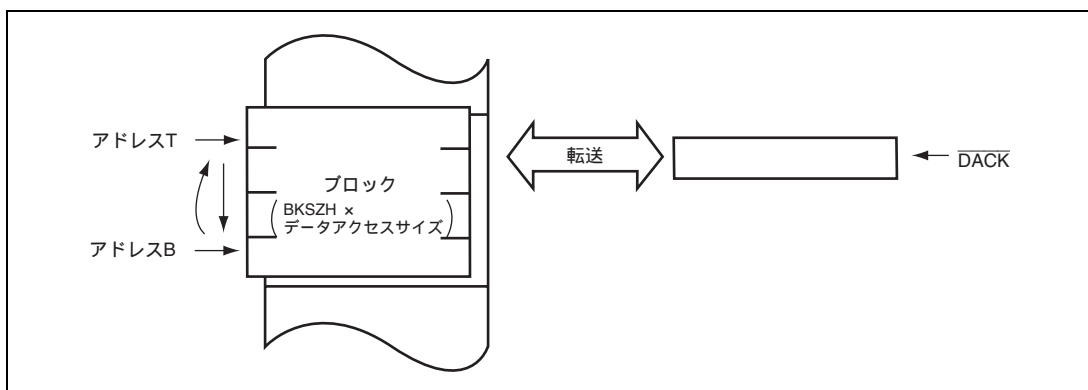 アドレスT
転送
DACK
ブロック
BKSZH ×
データアクセスサイズ
アドレスB